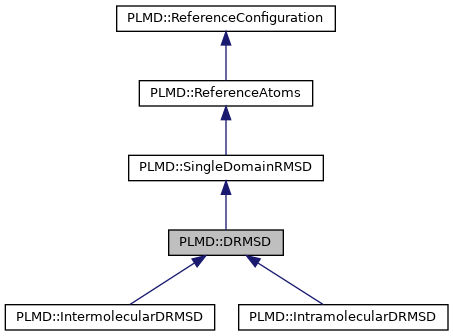 PLMD::ReferenceConfiguration
PLMD::ReferenceAtoms
PLMD::SingleDomainRMSD
PLMD::DRMSD
PLMD::IntermolecularDRMSD
PLMD::IntramolecularDRMSD